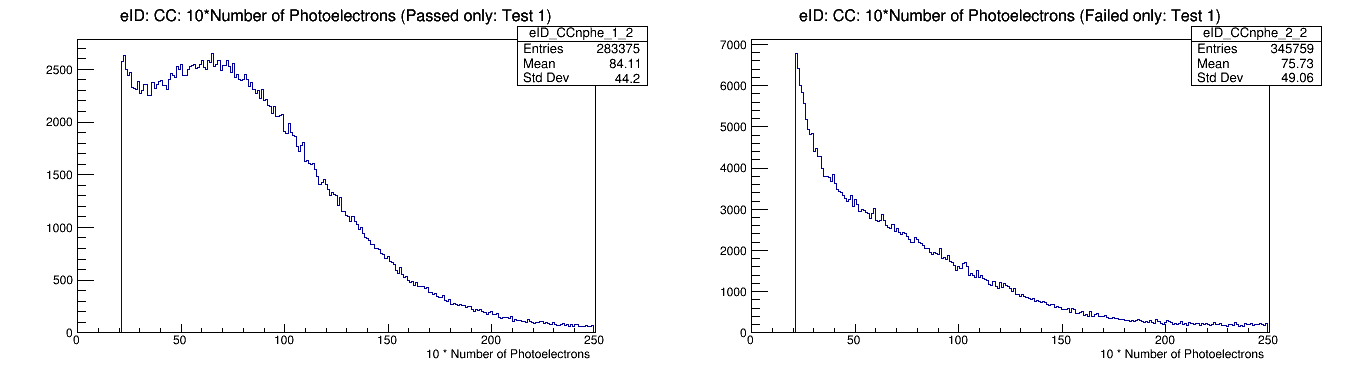 eID: CC: 10*Number of Photoelectrons (Passed only: Test 1)
eID_CCnphe_1_2
Entries 283375
Mean 84.11
Std Dev 44.2
2500
2000
1500
1000
500
0
0 50 100 150 200 250
10 * Number of Photoelectrons
eID: CC: 10*Number of Photoelectrons (Failed only: Test 1)
eID_CCnphe_2_2
Entries 345759
Mean 75.73
Std Dev 49.06
7000
6000
5000
4000
3000
2000
1000
0
0 50 100 150 200 250
10 * Number of Photoelectrons